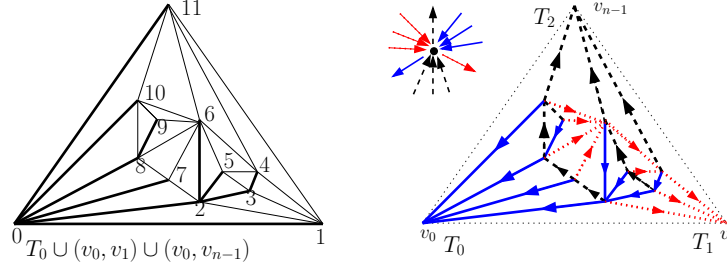 11
10
6
9
5
4
8
7
2
3
0
1
T_0 ∪ (v_0, v_1) ∪ (v_0, v_{n−1})
T_2
v_{n−1}
v_0
T_0
T_1
v